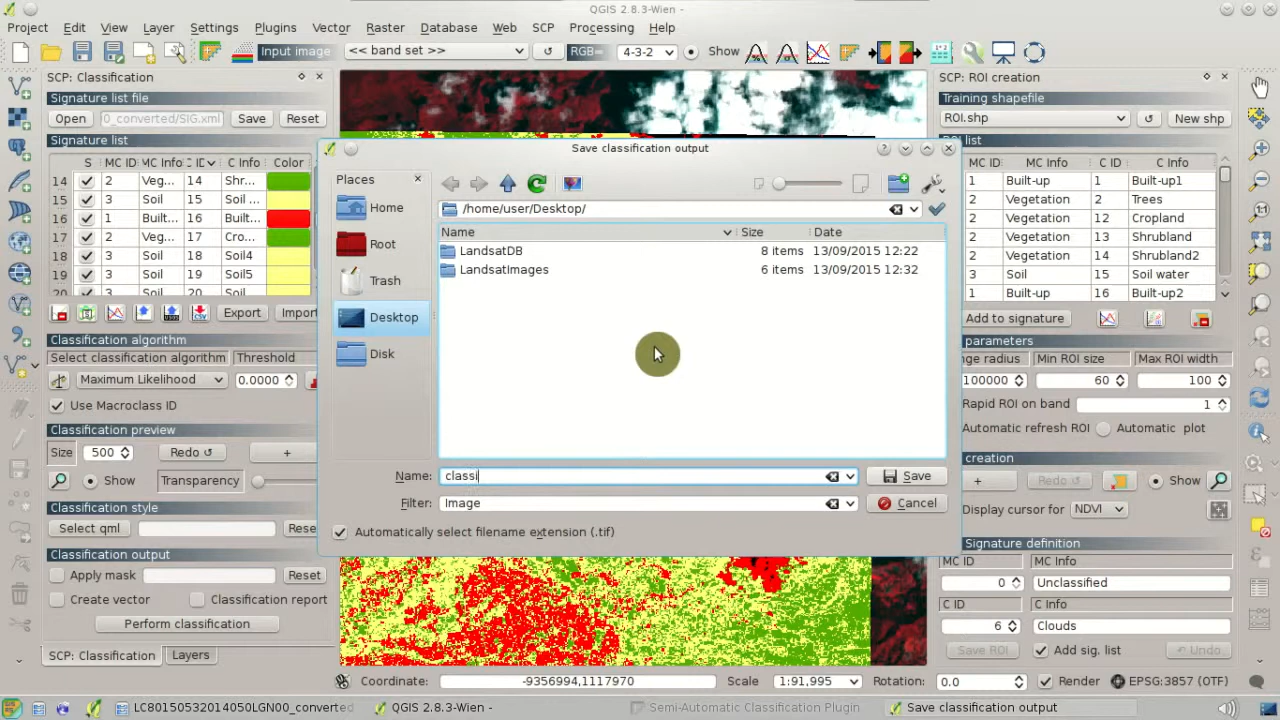 QGIS 2.8.3-Wien -
Project Edit View Layer Settings Plugins Vector Raster Database Web SCP Processing Help
Input image << band set >> RGB= 4-3-2 Show
SCP: Classification
Signature list file
Open 0_converted/SIG.xml Save Reset
Signature list
S MC ID MC Info C ID C Info Color
14 2 Veg... 14 Shr...
15 3 Soil 15 Soil ...
16 1 Built... 16 Built...
17 2 Veg... 17 Cro...
18 3 Soil 18 Soil4
19 3 Soil 19 Soil5
20 3 Soil 20
Export Import
Classification algorithm
Select classification algorithm Threshold
Maximum Likelihood 0.0000
Use Macroclass ID
Classification preview
Size 500 Redo +
Show Transparency
Classification style
Select qml Rese
Classification output
Apply mask Reset
Create vector Classification report
Perform classification
SCP: Classification Layers
Save classification output
Places
Home
Root
Trash
Desktop
Disk
/home/user/Desktop/
Name Size Date
LandsatDB 8 items 13/09/2015 12:22
LandsatImages 6 items 13/09/2015 12:32
Name: classi Save
Filter: Image Cancel
Automatically select filename extension (.tif)
SCP: ROI creation
Training shapefile
ROI.shp New shp
list
MC ID MC Info C ID C Info
1 Built-up 1 Built-up1
2 Vegetation 2 Trees
2 Vegetation 12 Cropland
2 Vegetation 13 Shrubland
2 Vegetation 14 Shrubland2
3 Soil 15 Soil water
1 Built-up 16 Built-up2
Add to signature
parameters
nge radius Min ROI size Max ROI width
100000 60 100
Rapid ROI on band 1
Automatic refresh ROI Automatic plot
creation
+ Redo Show
Display cursor for NDVI
Signature definition
MC ID MC Info
0 Unclassified
C ID C Info
6 Clouds
Save ROI Add sig. list Undo
Coordinate: -9356994,1117970 Scale 1:91,995 Rotation: 0.0 Render EPSG:3857 (OTF)
LC80150532014050LGN00_converted QGIS 2.8.3-Wien - Semi-Automatic Classification Plugin Save classification output